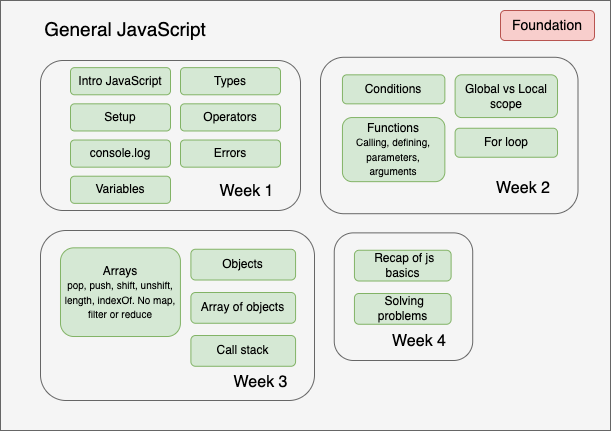 General JavaScript
Foundation
Intro JavaScript
Types
Setup
Operators
console.log
Errors
Variables
Week 1
Conditions
Global vs Local
scope
Functions
Calling, defining,
parameters,
arguments
For loop
Week 2
Arrays
pop, push, shift, unshift,
length, indexOf. No map,
filter or reduce
Objects
Array of objects
Call stack
Week 3
Recap of js
basics
Solving
problems
Week 4